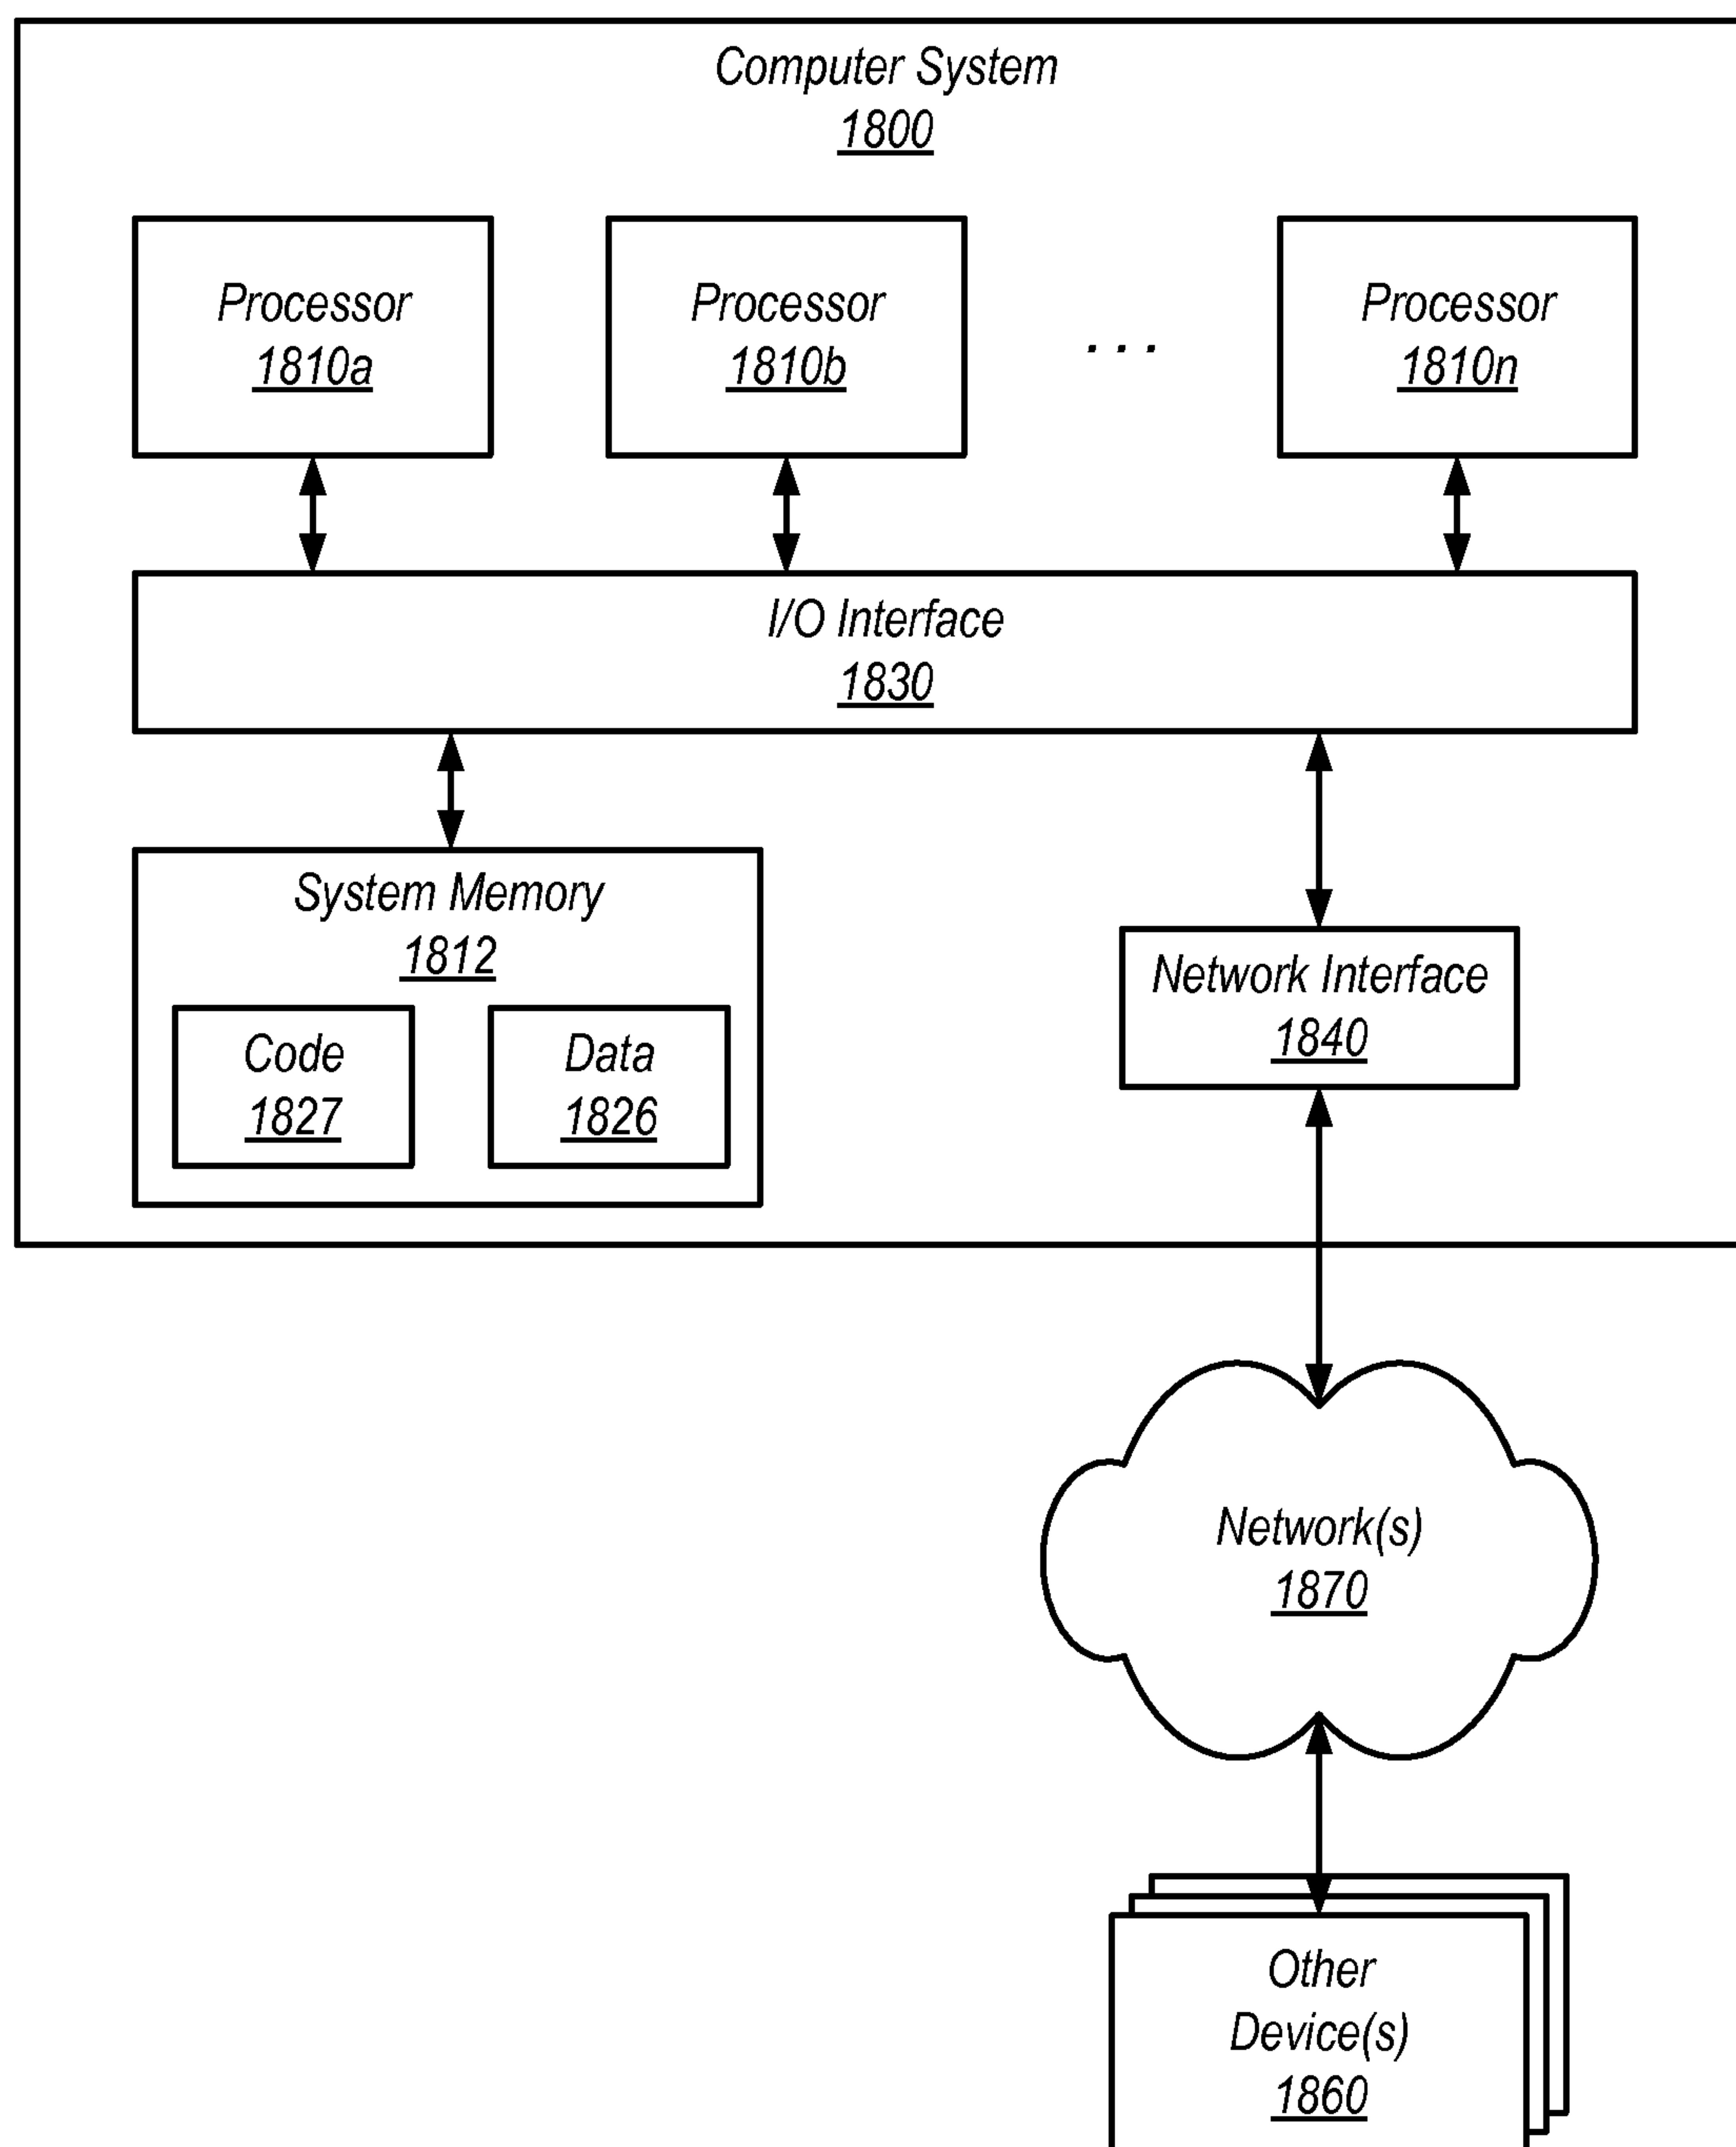 Computer System
1800
Processor
1810a
Processor
1810b
. . .
Processor
1810n
I/O Interface
1830
System Memory
1812
Code
1827
Data
1826
Network Interface
1840
Network(s)
1870
Other
Device(s)
1860